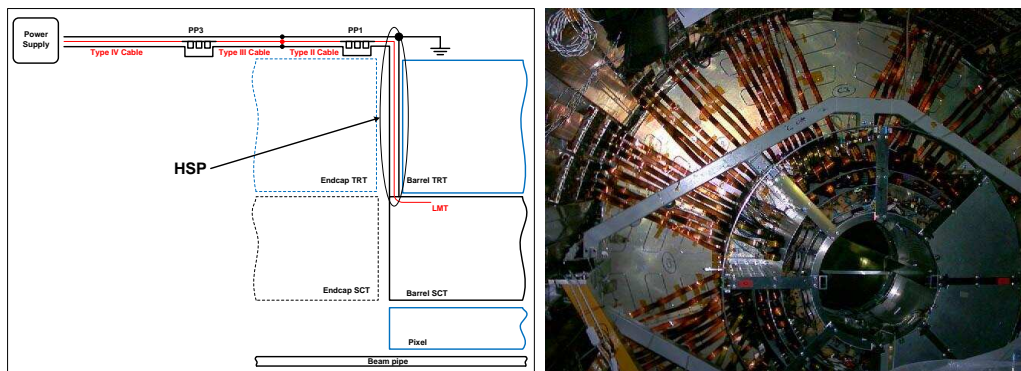 Power
Supply
PP3
PP1
Type IV Cable
Type III Cable
Type II Cable
HSP
Endcap TRT
Barrel TRT
LMT
Endcap SCT
Barrel SCT
Pixel
Beam pipe